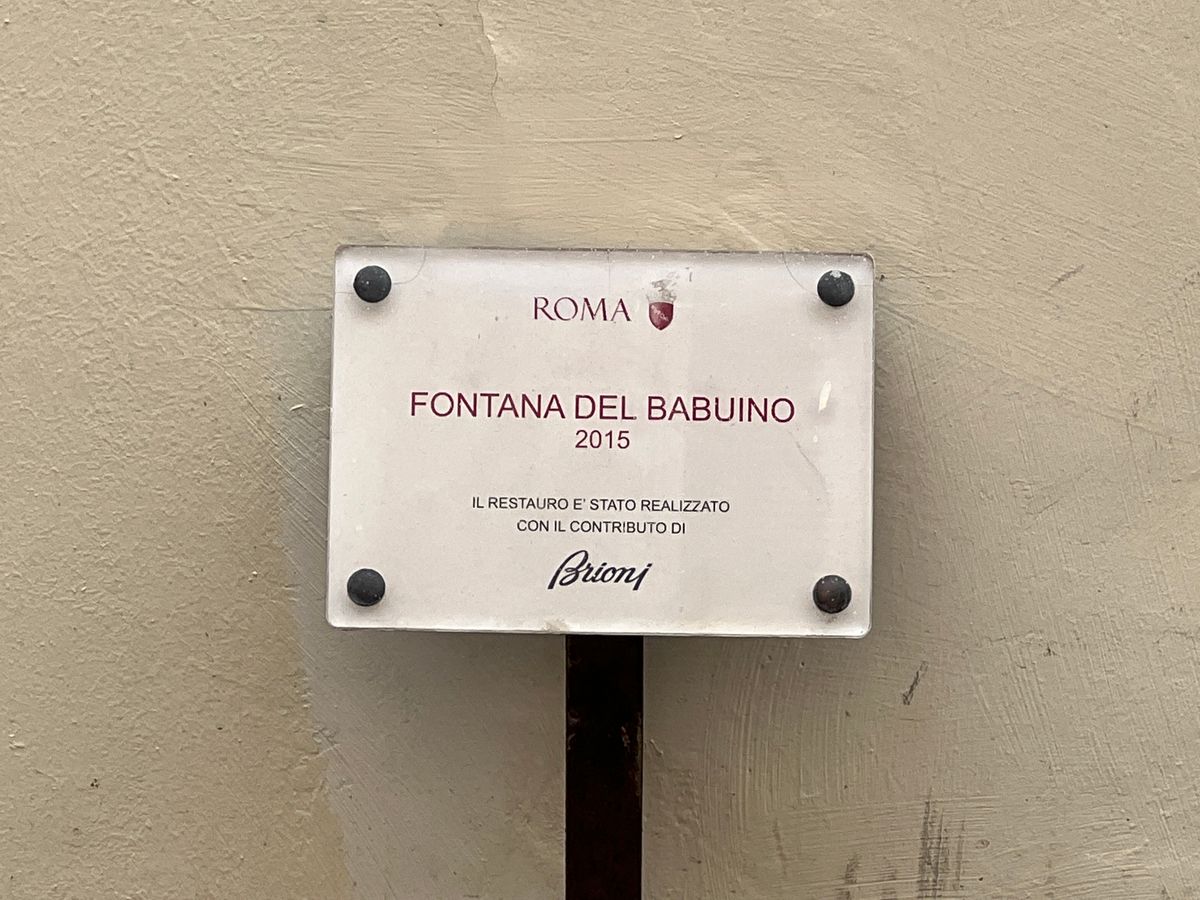 ROMA
FONTANA DEL BABUINO
2015
IL RESTAURO E' STATO REALIZZATO
CON IL CONTRIBUTO DI
Brioni